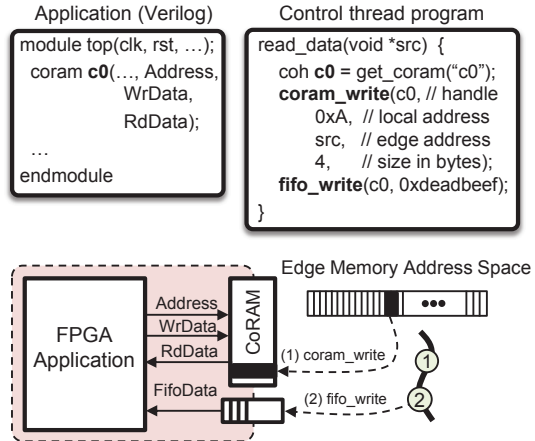 Application (Verilog)
module top(clk, rst, …);
coram c0(…, Address,
WrData,
RdData);
…
endmodule
Control thread program
read_data(void *src) {
coh c0 = get_coram(“c0”);
coram_write(c0, // handle
0xA, // local address
src, // edge address
4, // size in bytes);
fifo_write(c0, 0xdeadbeef);
}
Edge Memory Address Space
FPGA
Application
Address
WrData
RdData
FifoData
CoRAM
(1) coram_write
(2) fifo_write
1
2